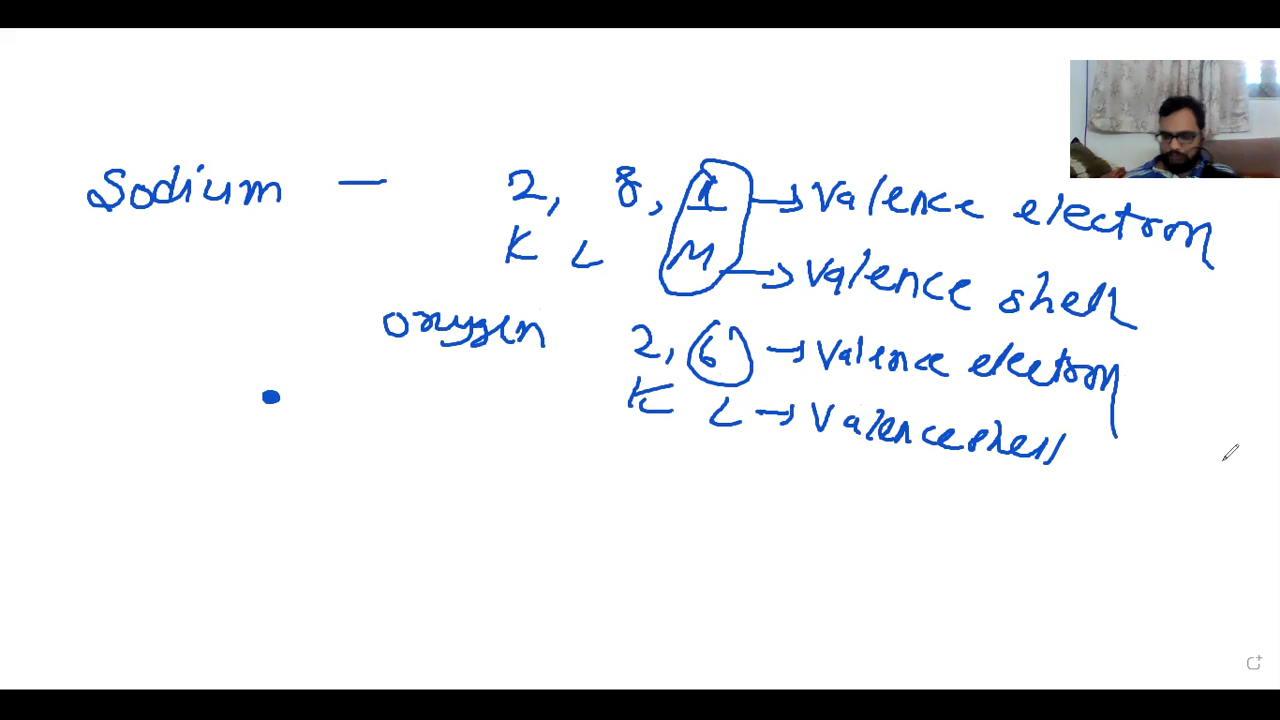 Sodium — 2, 8, 1 → Valence electron
K L M → Valence shell
oxygen 2, 6 → Valence electron
K L → Valence shell